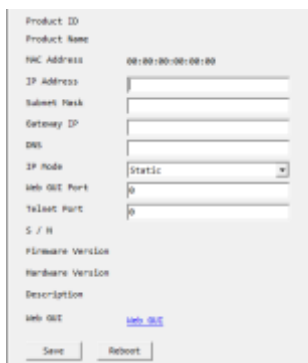 Product ID
Product Name
MAC Address 00:00:00:00:00:00
IP Address
Subnet Mask
Gateway IP
DNS
IP Mode Static
Web GUI Port 0
Telnet Port 0
S / N
Firmware Version
Hardware Version
Description
Web GUI Web GUI
Save Reboot